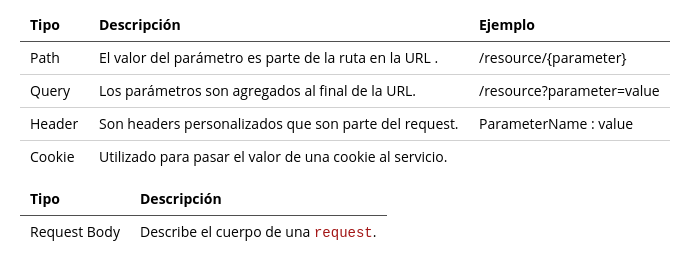 Tipo Descripción Ejemplo
Path El valor del parámetro es parte de la ruta en la URL . /resource/{parameter}
Query Los parámetros son agregados al final de la URL. /resource?parameter=value
Header Son headers personalizados que son parte del request. ParameterName : value
Cookie Utilizado para pasar el valor de una cookie al servicio.
Tipo Descripción
Request Body Describe el cuerpo de una request.